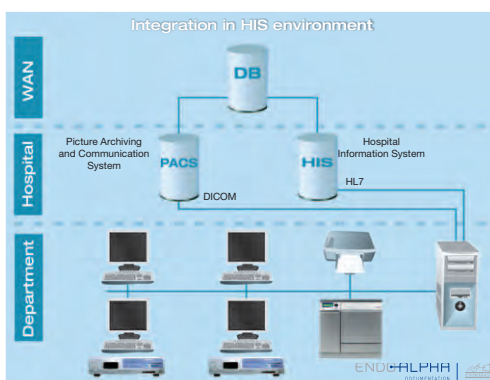 Integration in HIS environment
WAN
DB
Hospital
Picture Archiving
and Communication
System
PACS
HIS
Hospital
Information System
DICOM
HL7
Department
ENDOALPHA
DOCUMENTATION